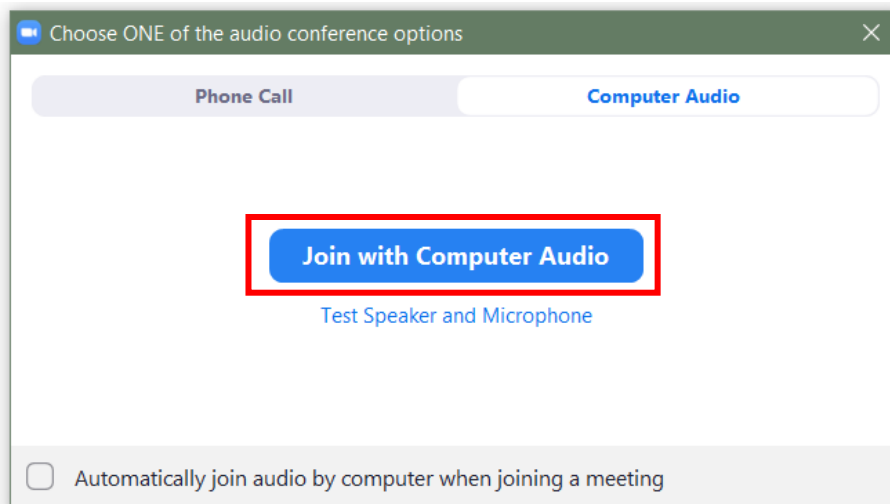 Choose ONE of the audio conference options
Phone Call
Computer Audio
Join with Computer Audio
Test Speaker and Microphone
Automatically join audio by computer when joining a meeting